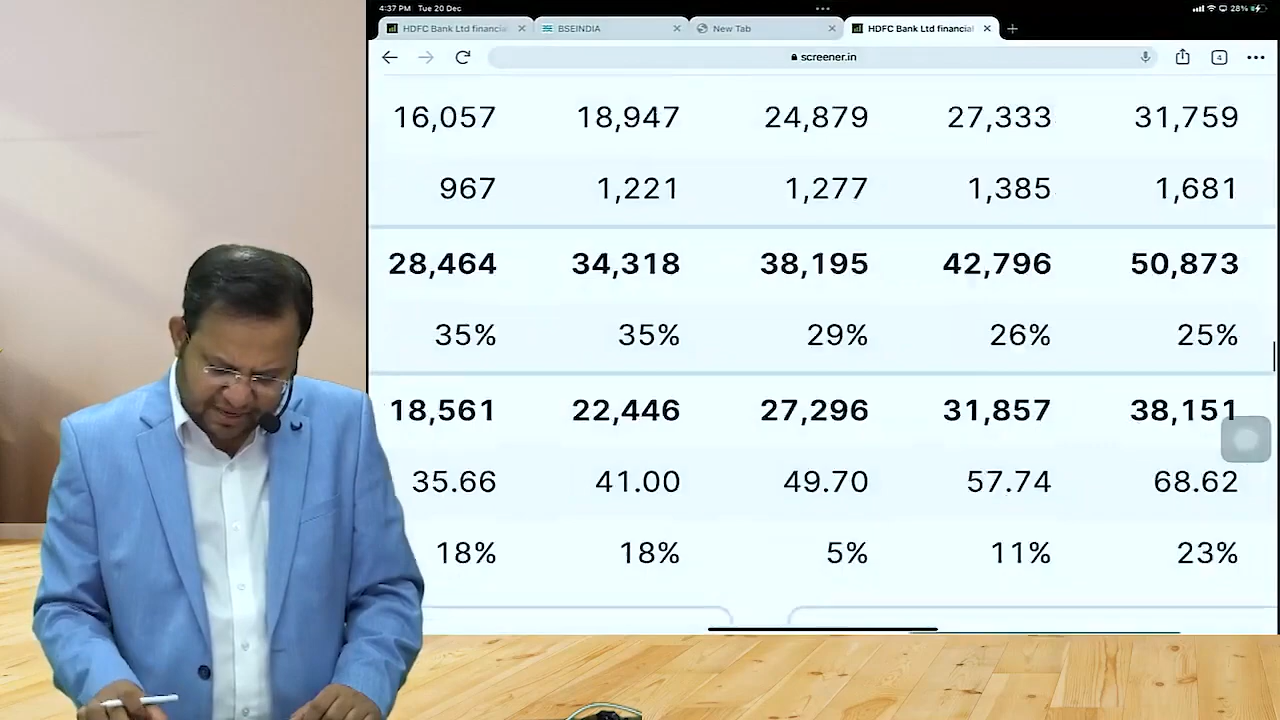 4:37 PM Tue 20 Dec
28%
HDFC Bank Ltd financia
BSEINDIA
New Tab
HDFC Bank Ltd financial
screener.in
4
16,057 18,947 24,879 27,333 31,759
967 1,221 1,277 1,385 1,681
28,464 34,318 38,195 42,796 50,873
35% 35% 29% 26% 25%
18,561 22,446 27,296 31,857 38,151
35.66 41.00 49.70 57.74 68.62
18% 18% 5% 11% 23%